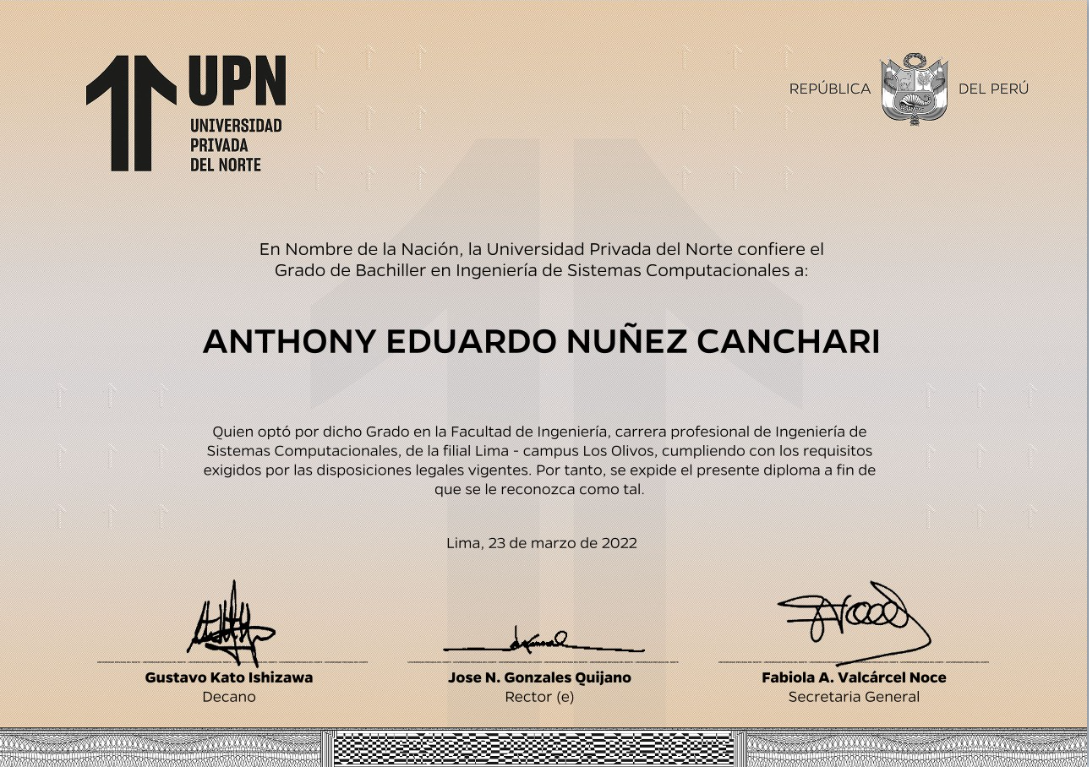 UPN
UNIVERSIDAD
PRIVADA
DEL NORTE
REPÚBLICA DEL PERÚ
En Nombre de la Nación, la Universidad Privada del Norte confiere el
Grado de Bachiller en Ingeniería de Sistemas Computacionales a:
ANTHONY EDUARDO NUÑEZ CANCHARI
Quien optó por dicho Grado en la Facultad de Ingeniería, carrera profesional de Ingeniería de
Sistemas Computacionales, de la filial Lima - campus Los Olivos, cumpliendo con los requisitos
exigidos por las disposiciones legales vigentes. Por tanto, se expide el presente diploma a fin de
que se le reconozca como tal.
Lima, 23 de marzo de 2022
Gustavo Kato Ishizawa
Decano
Jose N. Gonzales Quijano
Rector (e)
Fabiola A. Valcárcel Noce
Secretaria General